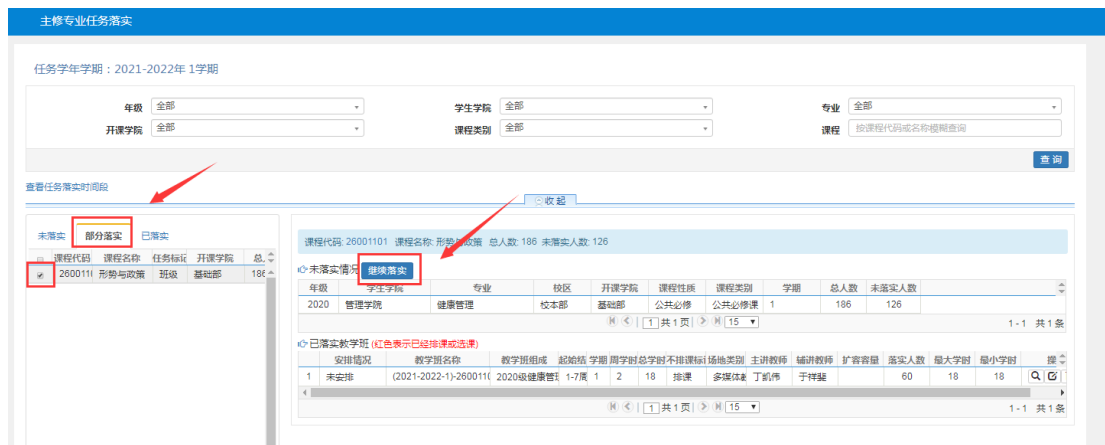 主修专业任务落实
任务学年学期：2021-2022年 1学期
年级 全部 学生学院 全部 专业 全部
开课学院 全部 课程类别 全部 课程 按课程代码或名称模糊查询
查 询
查看任务落实时间段
收 起
未落实 部分落实 已落实
课程代码 课程名称 任务标记 开课学院 总.
260011 形势与政策 班级 基础部 186
课程代码: 26001101 课程名称: 形势与政策 总人数: 186 未落实人数: 126
未落实情况 继续落实
年级 学生学院 专业 校区 开课学院 课程性质 课程类别 学期 总人数 未落实人数
2020 管理学院 健康管理 校本部 基础部 公共必修 公共必修课 1 186 126
1 共 1 页 15
1 - 1 共 1 条
已落实教学班 (红色表示已经排课或选课)
安排情况 教学班名称 教学班组成 起始结 学期 周学时 总学时 不排课标 场地类别 主讲教师 辅讲教师 扩容容量 落实人数 最大学时 最小学时
1 未安排 (2021-2022-1)-260011 2020级健康管 1-7周 1 2 18 排课 多媒体 丁凯伟 60 18 18
1 共 1 页 15
1 - 1 共 1 条